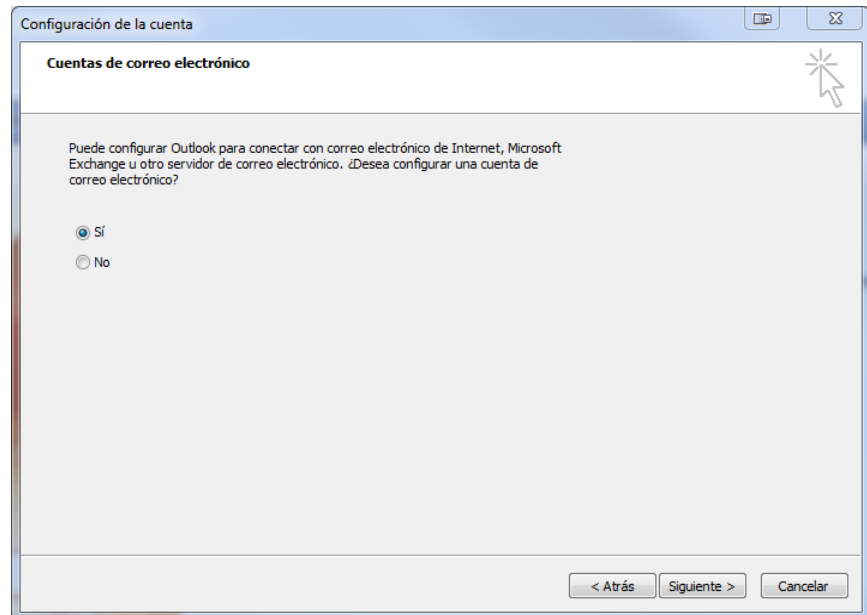 Configuración de la cuenta
Cuentas de correo electrónico
Puede configurar Outlook para conectar con correo electrónico de Internet, Microsoft
Exchange u otro servidor de correo electrónico. ¿Desea configurar una cuenta de
correo electrónico?
Sí
No
< Atrás
Siguiente >
Cancelar